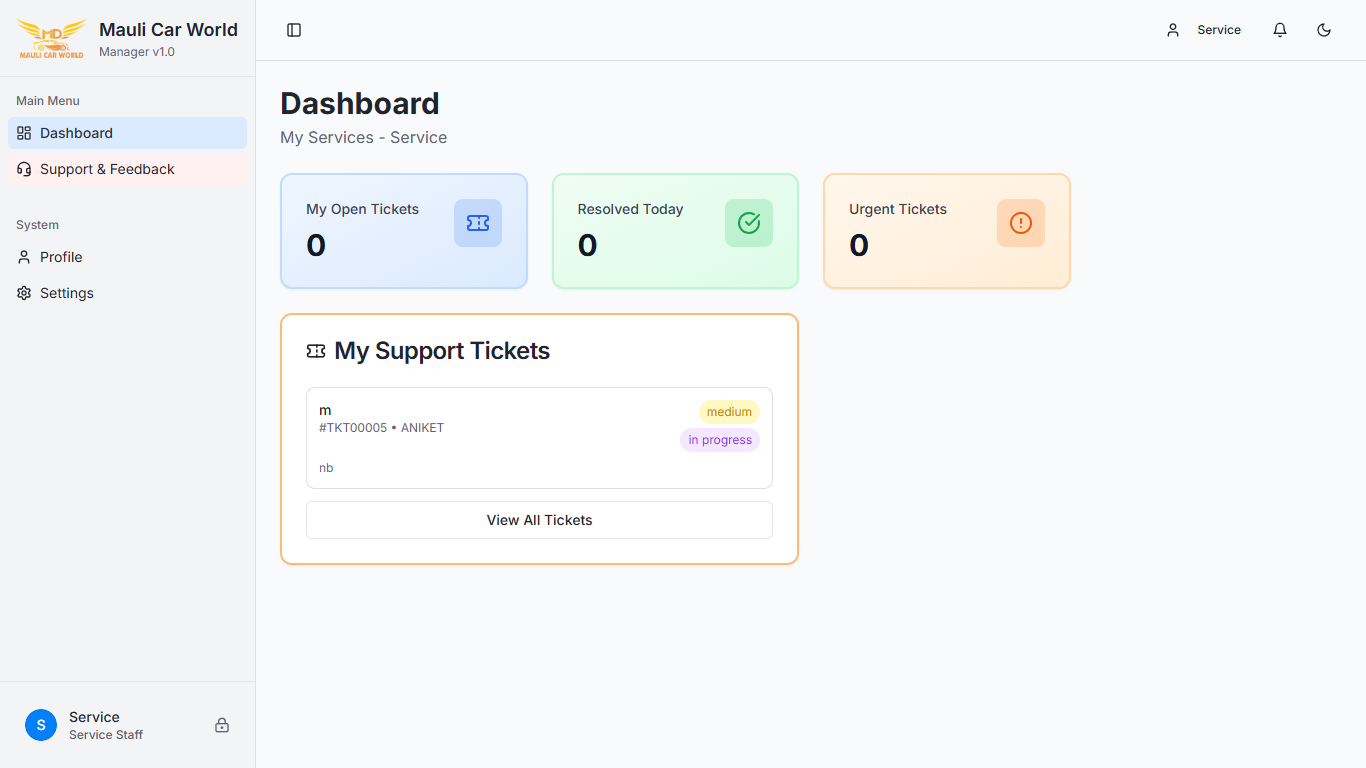 MD
MAULI CAR WORLD
Mauli Car World
Manager v1.0
Main Menu
Dashboard
Support & Feedback
System
Profile
Settings
S
Service
Service Staff
Service
Dashboard
My Services - Service
My Open Tickets
0
Resolved Today
0
Urgent Tickets
0
My Support Tickets
m
medium
#TKT00005 • ANIKET
in progress
nb
View All Tickets